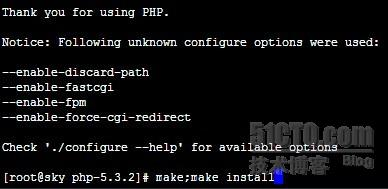 Thank you for using PHP.
Notice: Following unknown configure options were used:
--enable-discard-path
--enable-fastcgi
--enable-fpm
--enable-force-cgi-redirect
Check './configure --help' for available options
[root@sky php-5.3.2]# make;make install
51CTO.com
技术博客 Blog